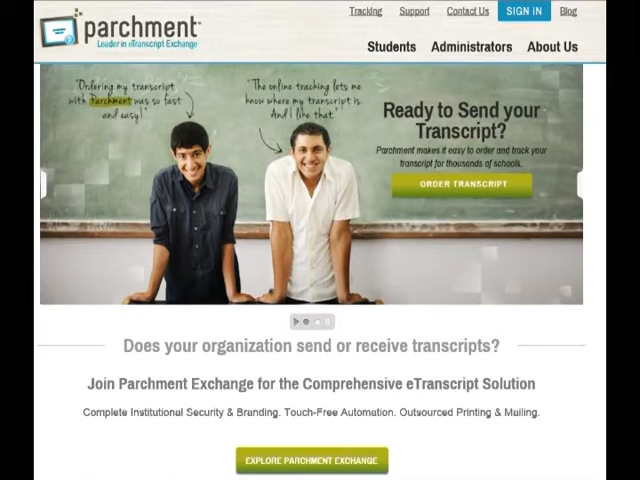 parchment
Leader in eTranscript Exchange
Tracking Support Contact Us SIGN IN Blog
Students Administrators About Us
"Ordering my transcript
with Parchment was so fast
and easy!"
"The online tracking lets me
know where my transcript is.
And I like that."
Ready to Send your
Transcript?
Parchment makes it easy to order and track your
transcript for thousands of schools.
ORDER TRANSCRIPT
Does your organization send or receive transcripts?
Join Parchment Exchange for the Comprehensive eTranscript Solution
Complete Institutional Security & Branding. Touch-Free Automation. Outsourced Printing & Mailing.
EXPLORE PARCHMENT EXCHANGE